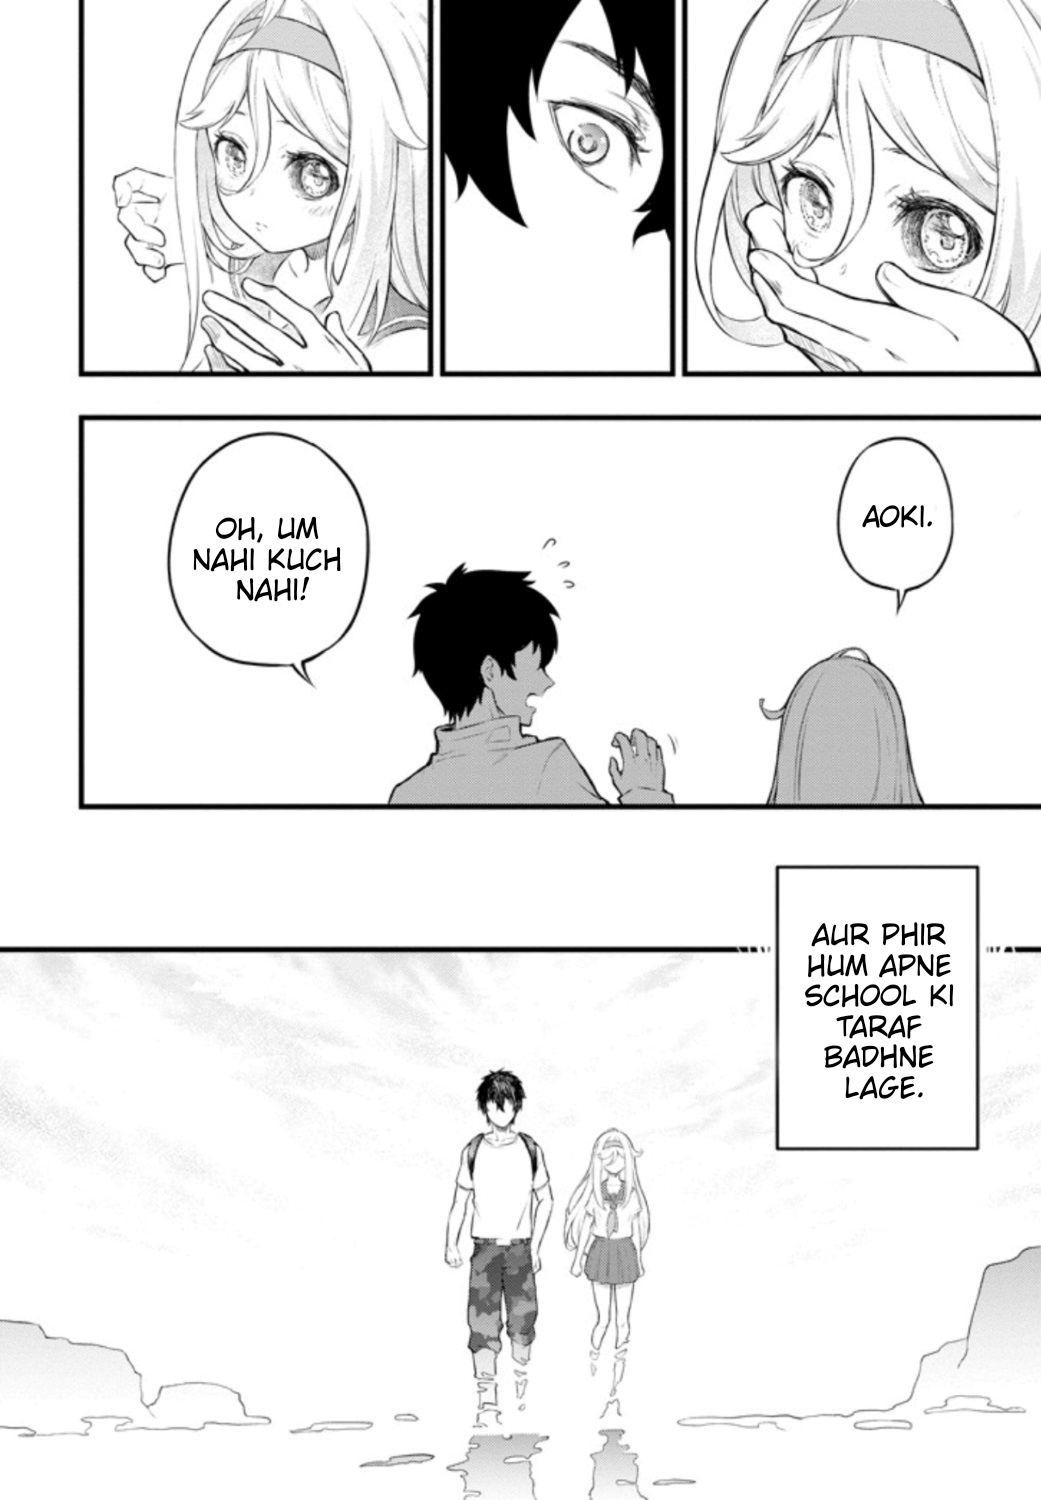 AOKI.
OH, UM
NAHI KUCH
NAHI!
AUR PHIR
HUM APNE
SCHOOL KI
TARAF
BADHNE
LAGE.